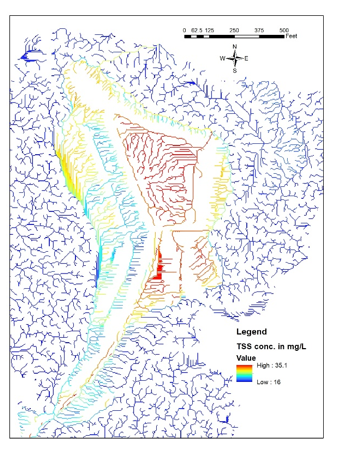 0 62.5 125 250 375 500
Feet
N
W E
S
Legend
TSS conc. in mg/L
Value
High : 35.1
Low : 16